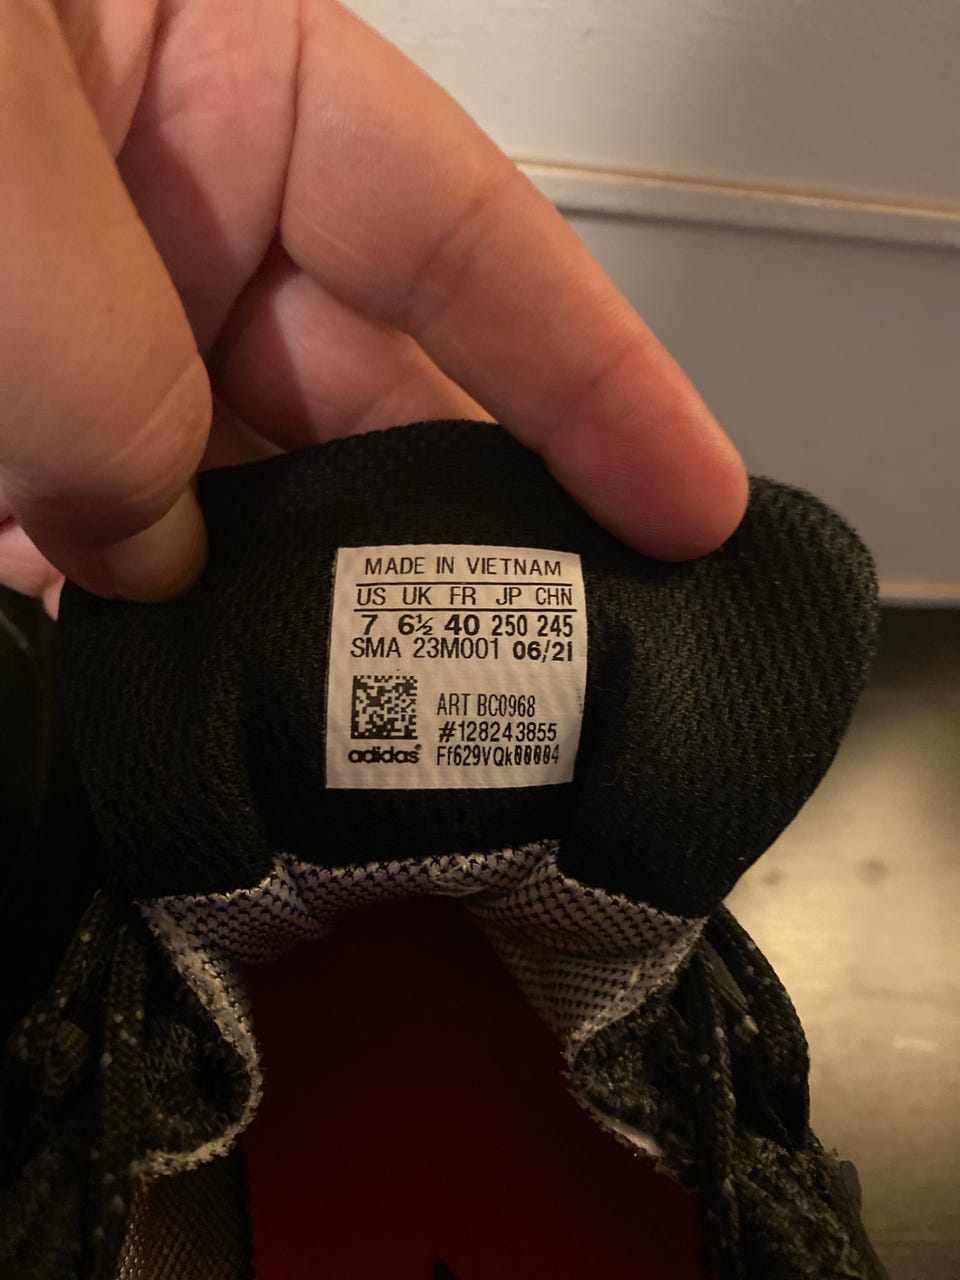 MADE IN VIETNAM
US UK FR JP CHN
7 6½ 40 250 245
SMA 23M001 06/21
ART BC0968
#128243855
adidas® Ff629VQk00004